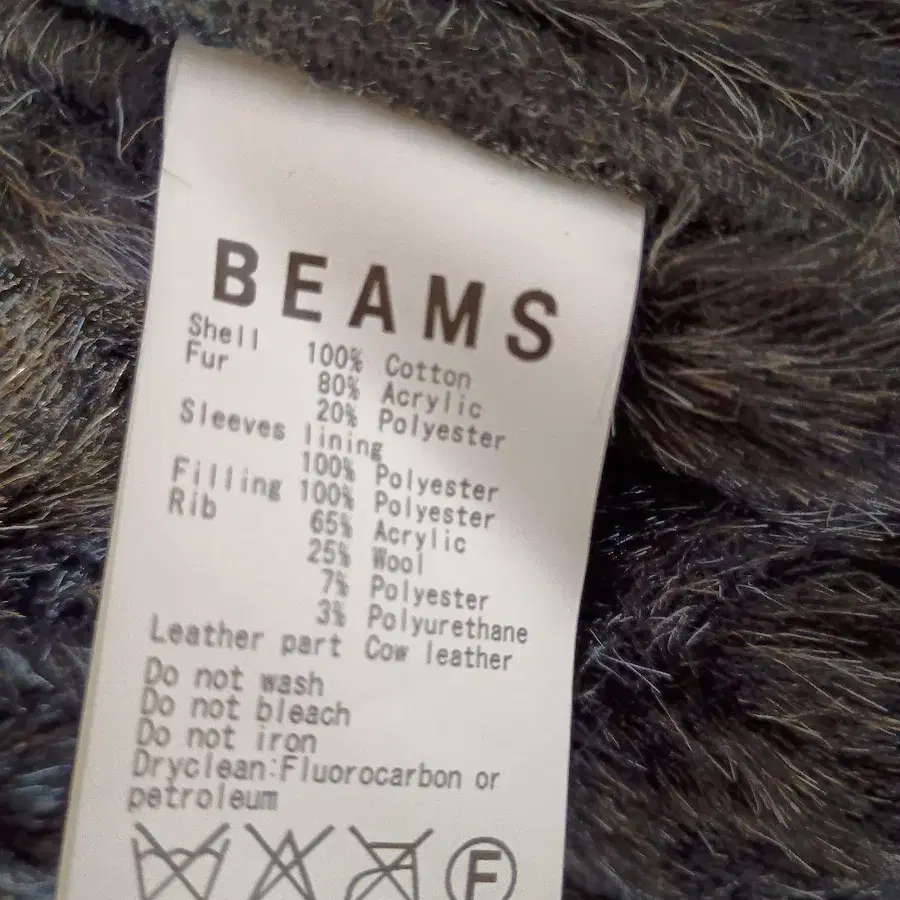 BEAMS
Shell 100% Cotton
Fur 80% Acrylic
20% Polyester
Sleeves lining
100% Polyester
Filling 100% Polyester
Rib 65% Acrylic
25% Wool
7% Polyester
3% Polyurethane
Leather part Cow leather
Do not wash
Do not bleach
Do not iron
Dryclean:Fluorocarbon or
petroleum
F